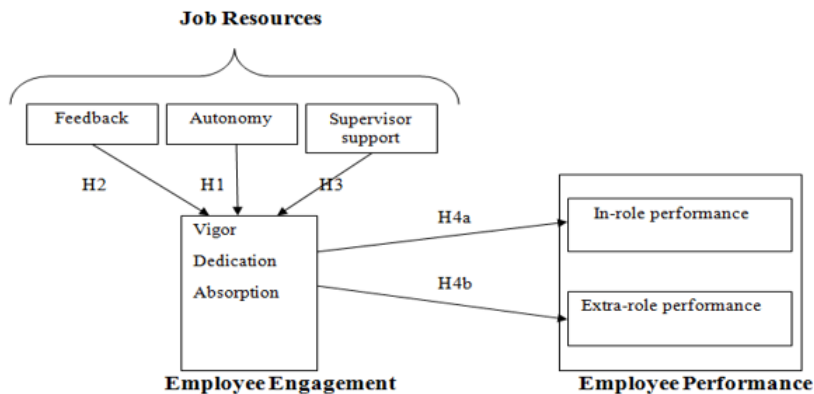 Job Resources
Feedback
Autonomy
Supervisor
support
H2
H1
H3
Vigor
Dedication
Absorption
H4a
H4b
In-role performance
Extra-role performance
Employee Engagement
Employee Performance